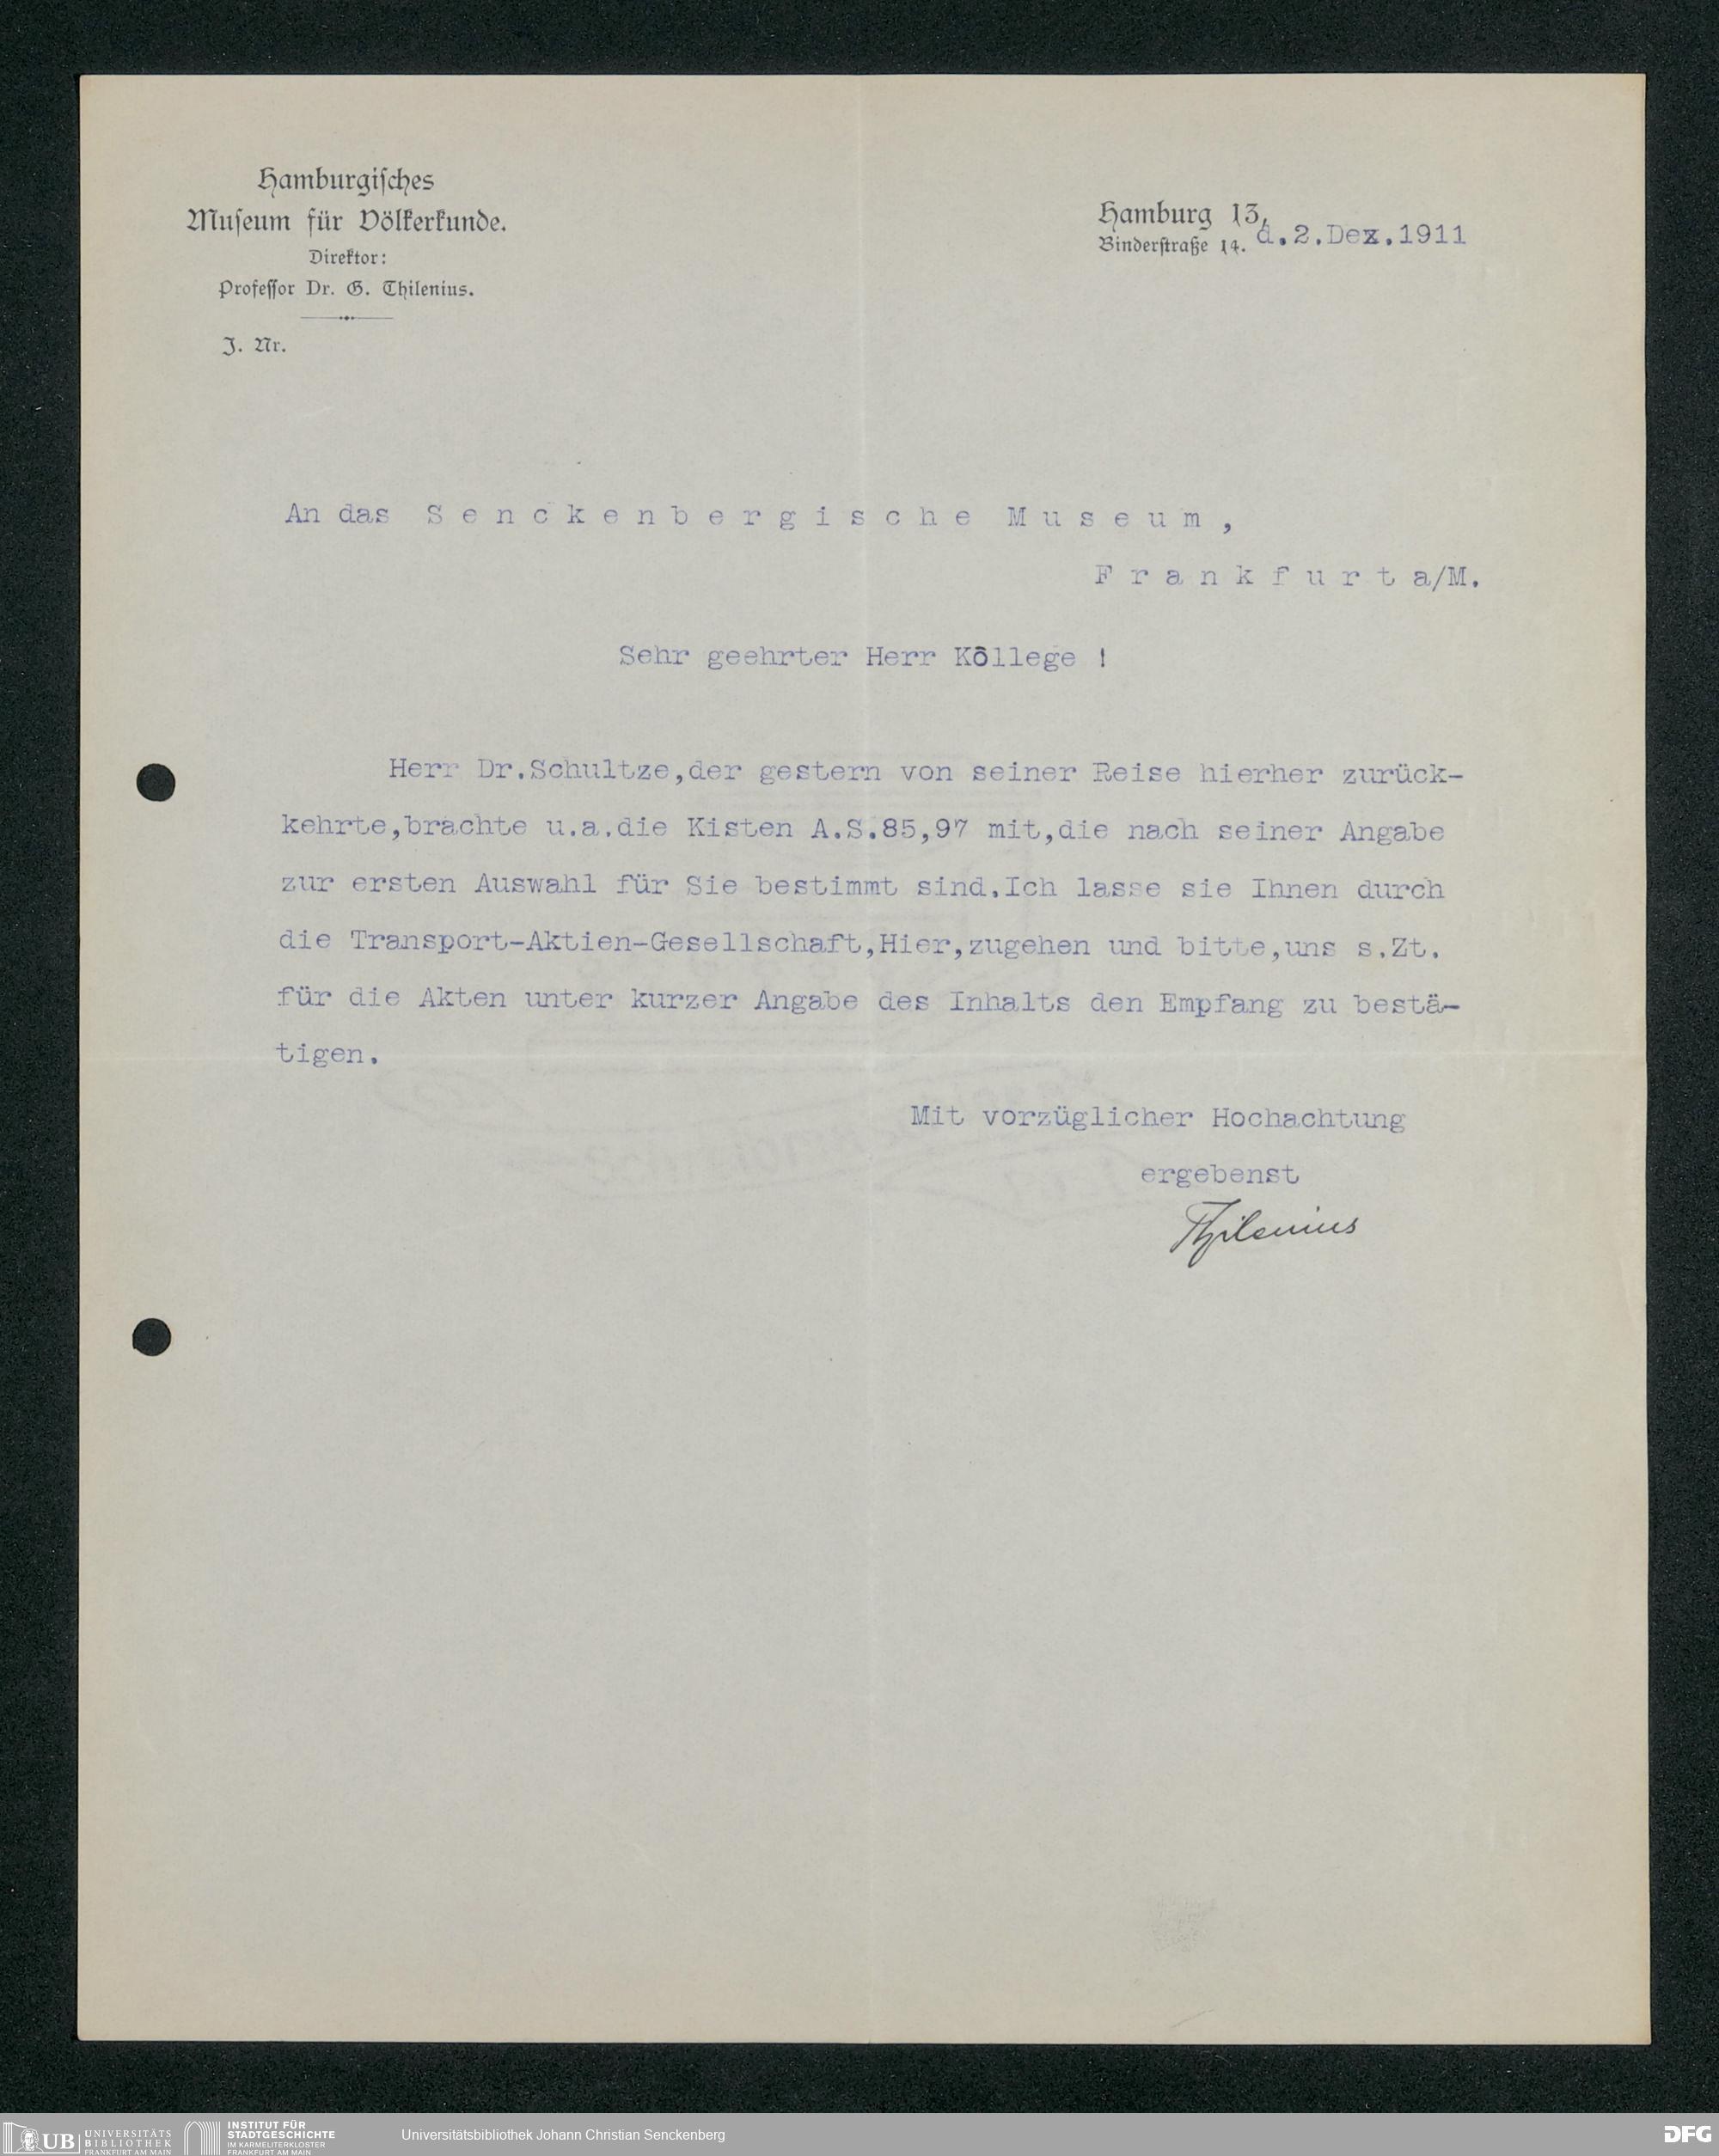 Hamburgisches
Museum für Völkerkunde.
Direktor:
Professor Dr. G. Thilenius.
J. Nr.
Hamburg 13,
Binderstraße 14. d.2.Dez.1911
An das S e n c k e n b e r g i s c h e M u s e u m ,
F r a n k f u r t a/M.
Sehr geehrter Herr Kollege !
Herr Dr.Schultze,der gestern von seiner Reise hierher zurück-
kehrte,brachte u.a.die Kisten A.S.85,97 mit,die nach seiner Angabe
zur ersten Auswahl für Sie bestimmt sind.Ich lasse sie Ihnen durch
die Transport-Aktien-Gesellschaft,Hier,zugehen und bitte,uns s.Zt.
für die Akten unter kurzer Angabe des Inhalts den Empfang zu bestä-
tigen.
Mit vorzüglicher Hochachtung
ergebenst
Thilenius
UB UNIVERSITÄTS
BIBLIOTHEK
FRANKFURT AM MAIN
INSTITUT FÜR
STADTGESCHICHTE
IM KARMELITERKLOSTER
FRANKFURT AM MAIN
Universitätsbibliothek Johann Christian Senckenberg
DFG